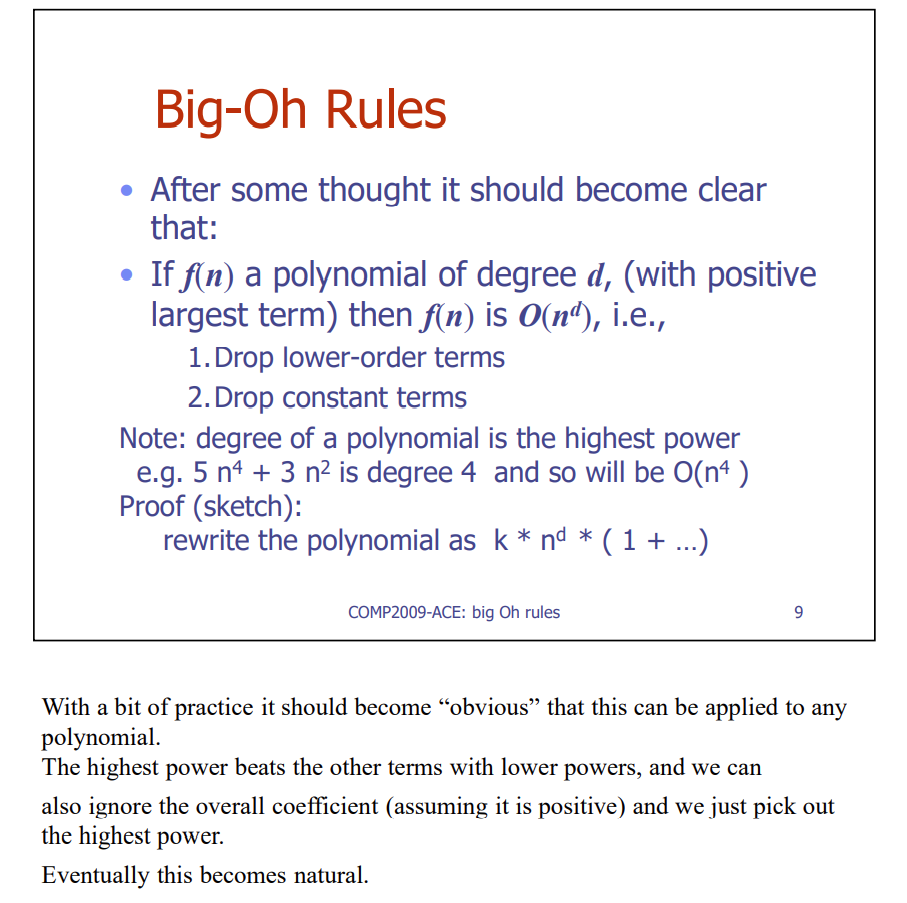 Big-Oh Rules
• After some thought it should become clear
that:
• If f(n) a polynomial of degree d, (with positive
largest term) then f(n) is O(nᵈ), i.e.,
1. Drop lower-order terms
2. Drop constant terms
Note: degree of a polynomial is the highest power
e.g. 5 n⁴ + 3 n² is degree 4 and so will be O(n⁴ )
Proof (sketch):
rewrite the polynomial as k * nᵈ * ( 1 + ...)
COMP2009-ACE: big Oh rules 9
With a bit of practice it should become “obvious” that this can be applied to any
polynomial.
The highest power beats the other terms with lower powers, and we can
also ignore the overall coefficient (assuming it is positive) and we just pick out
the highest power.
Eventually this becomes natural.